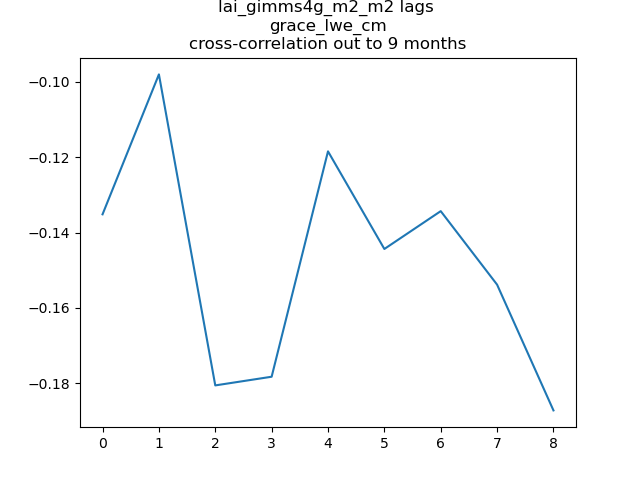 lai_gimms4g_m2_m2 lags
grace_lwe_cm
cross-correlation out to 9 months
−0.10
−0.12
−0.14
−0.16
−0.18
0 1 2 3 4 5 6 7 8